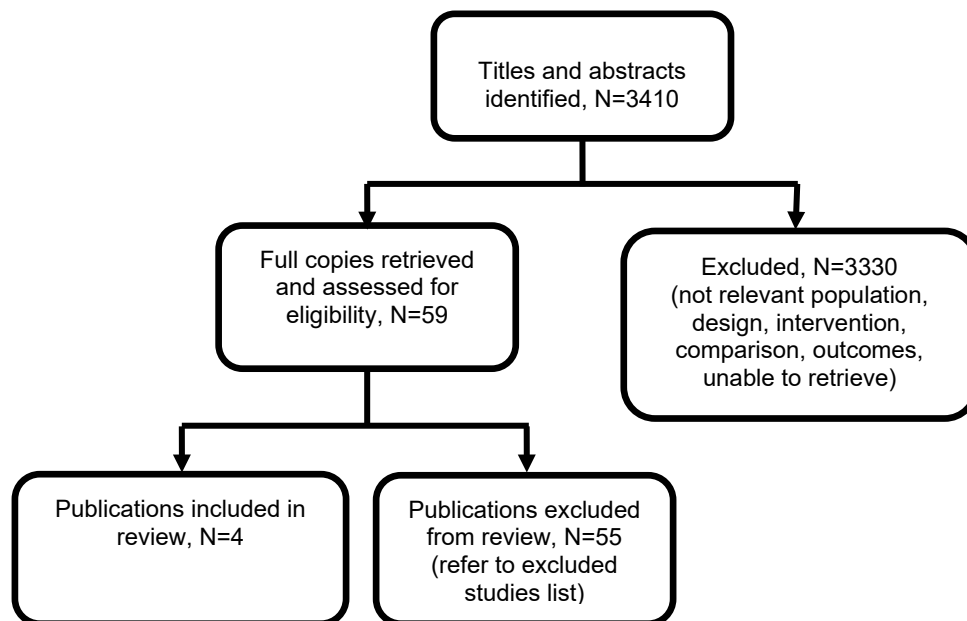 Titles and abstracts
identified, N=3410
Full copies retrieved
and assessed for
eligibility, N=59
Excluded, N=3330
(not relevant population,
design, intervention,
comparison, outcomes,
unable to retrieve)
Publications included in
review, N=4
Publications excluded
from review, N=55
(refer to excluded
studies list)